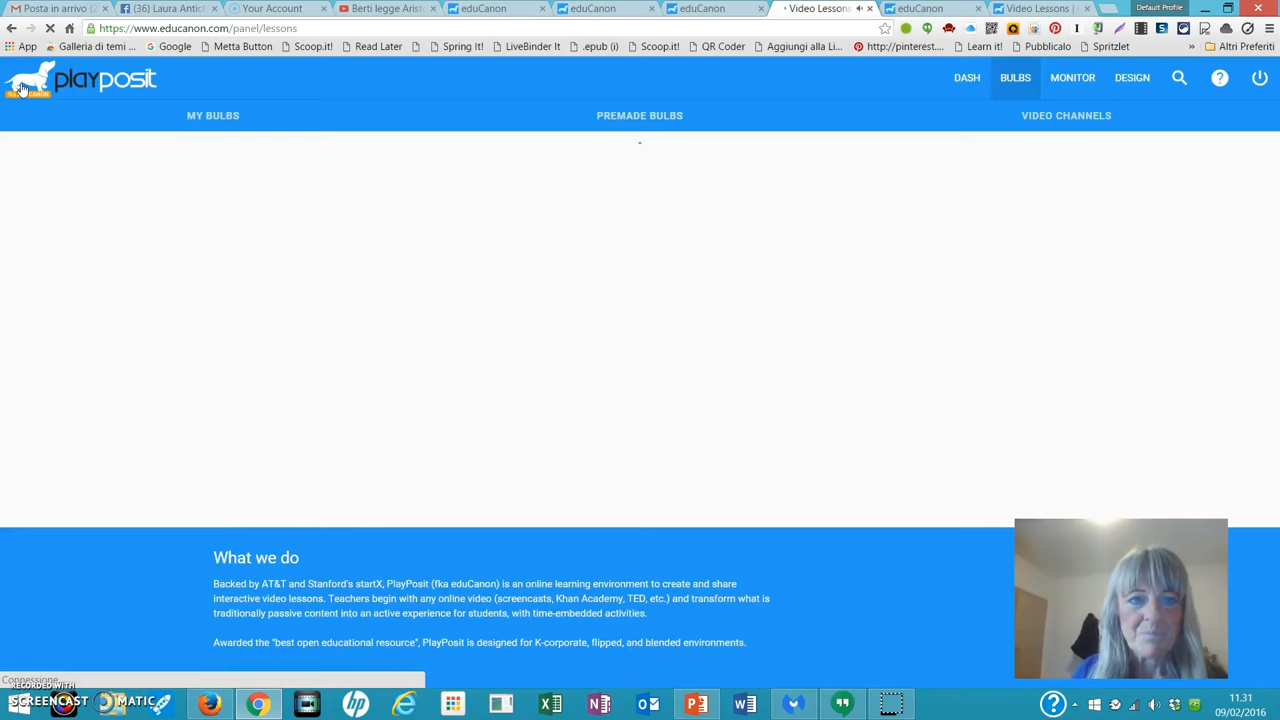 Posta in arrivo (2
(36) Laura Antich
Your Account
Berti legge Arist
eduCanon
eduCanon
eduCanon
Video Lessons
eduCanon
Video Lessons |
Default Profile
https://www.educanon.com/panel/lessons
App
Galleria di temi ...
Google
Metta Button
Scoop.it!
Read Later
Spring It!
LiveBinder It
.epub (i)
Scoop.it!
QR Coder
Aggiungi alla Li...
http://pinterest....
Learn it!
Pubblicalo
Spritzlet
»
Altri Preferiti
playposit
DASH
BULBS
MONITOR
DESIGN
MY BULBS
PREMADE BULBS
VIDEO CHANNELS
What we do
Backed by AT&T and Stanford's startX, PlayPosit (fka eduCanon) is an online learning environment to create and share
interactive video lessons. Teachers begin with any online video (screencasts, Khan Academy, TED, etc.) and transform what is
traditionally passive content into an active experience for students, with time-embedded activities.
Awarded the "best open educational resource", PlayPosit is designed for K-corporate, flipped, and blended environments.
Connessione
RECORDED WITH
SCREENCAST
MATIC
11.31
09/02/2016